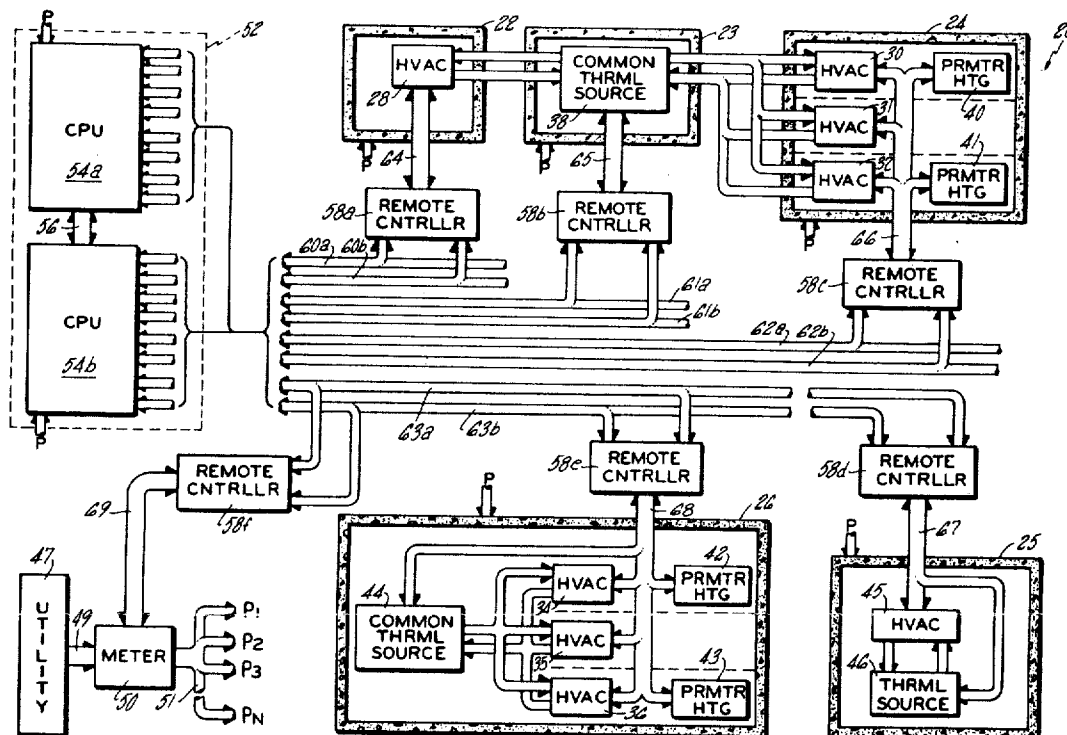 P
52
CPU
54a
56
CPU
54b
P
22
HVAC
28
P
64
23
COMMON
THRML
SOURCE
38
P
65
24
30
HVAC
PRMTR
HTG
40
31
HVAC
32
HVAC
41
PRMTR
HTG
P
66
58a
REMOTE
CNTRLLR
58b
REMOTE
CNTRLLR
58c
REMOTE
CNTRLLR
60a
60b
61a
61b
62a
62b
63a
63b
REMOTE
CNTRLLR
58f
69
58e
REMOTE
CNTRLLR
58d
REMOTE
CNTRLLR
47
UTILITY
49
METER
50
51
P1
P2
P3
PN
P
26
68
44
COMMON
THRML
SOURCE
HVAC
34
42
PRMTR
HTG
HVAC
35
43
HVAC
36
PRMTR
HTG
P
67
25
45
HVAC
46
THRML
SOURCE